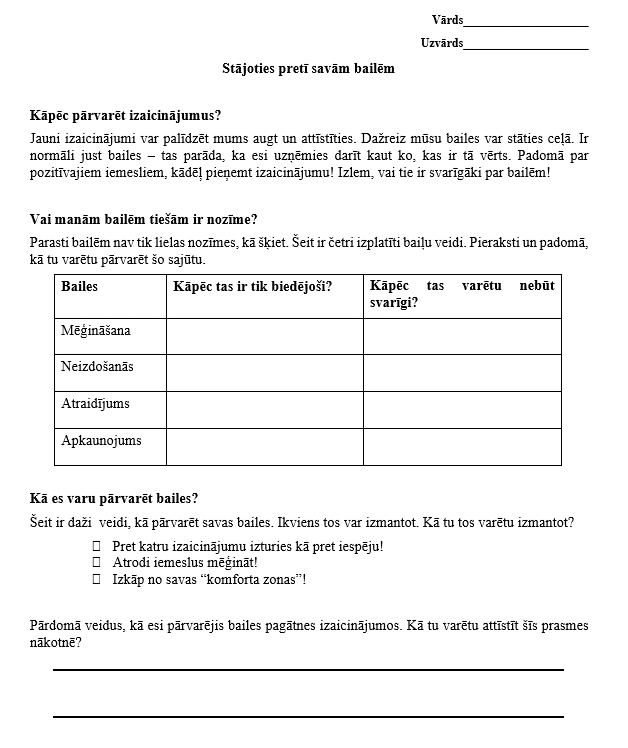 Vārds____________________
Uzvārds____________________
Stājoties pretī savām bailēm
Kāpēc pārvarēt izaicinājumus?
Jauni izaicinājumi var palīdzēt mums augt un attīstīties. Dažreiz mūsu bailes var stāties ceļā. Ir
normāli just bailes – tas parāda, ka esi uzņēmies darīt kaut ko, kas ir tā vērts. Padomā par
pozitīvajiem iemesliem, kādēļ pieņemt izaicinājumu! Izlem, vai tie ir svarīgāki par bailēm!
Vai manām bailēm tiešām ir nozīme?
Parasti bailēm nav tik lielas nozīmes, kā šķiet. Šeit ir četri izplatīti baiļu veidi. Pieraksti un padomā,
kā tu varētu pārvarēt šo sajūtu.
Bailes Kāpēc tas ir tik biedējoši? Kāpēc tas varētu nebūt
svarīgi?
Mēģināšana
Neizdošanās
Atraidījums
Apkaunojums
Kā es varu pārvarēt bailes?
Šeit ir daži veidi, kā pārvarēt savas bailes. Ikviens tos var izmantot. Kā tu tos varētu izmantot?
☐ Pret katru izaicinājumu izturies kā pret iespēju!
☐ Atrodi iemeslus mēģināt!
☐ Izkāp no savas “komforta zonas”!
Pārdomā veidus, kā esi pārvarējis bailes pagātnes izaicinājumos. Kā tu varētu attīstīt šīs prasmes
nākotnē?